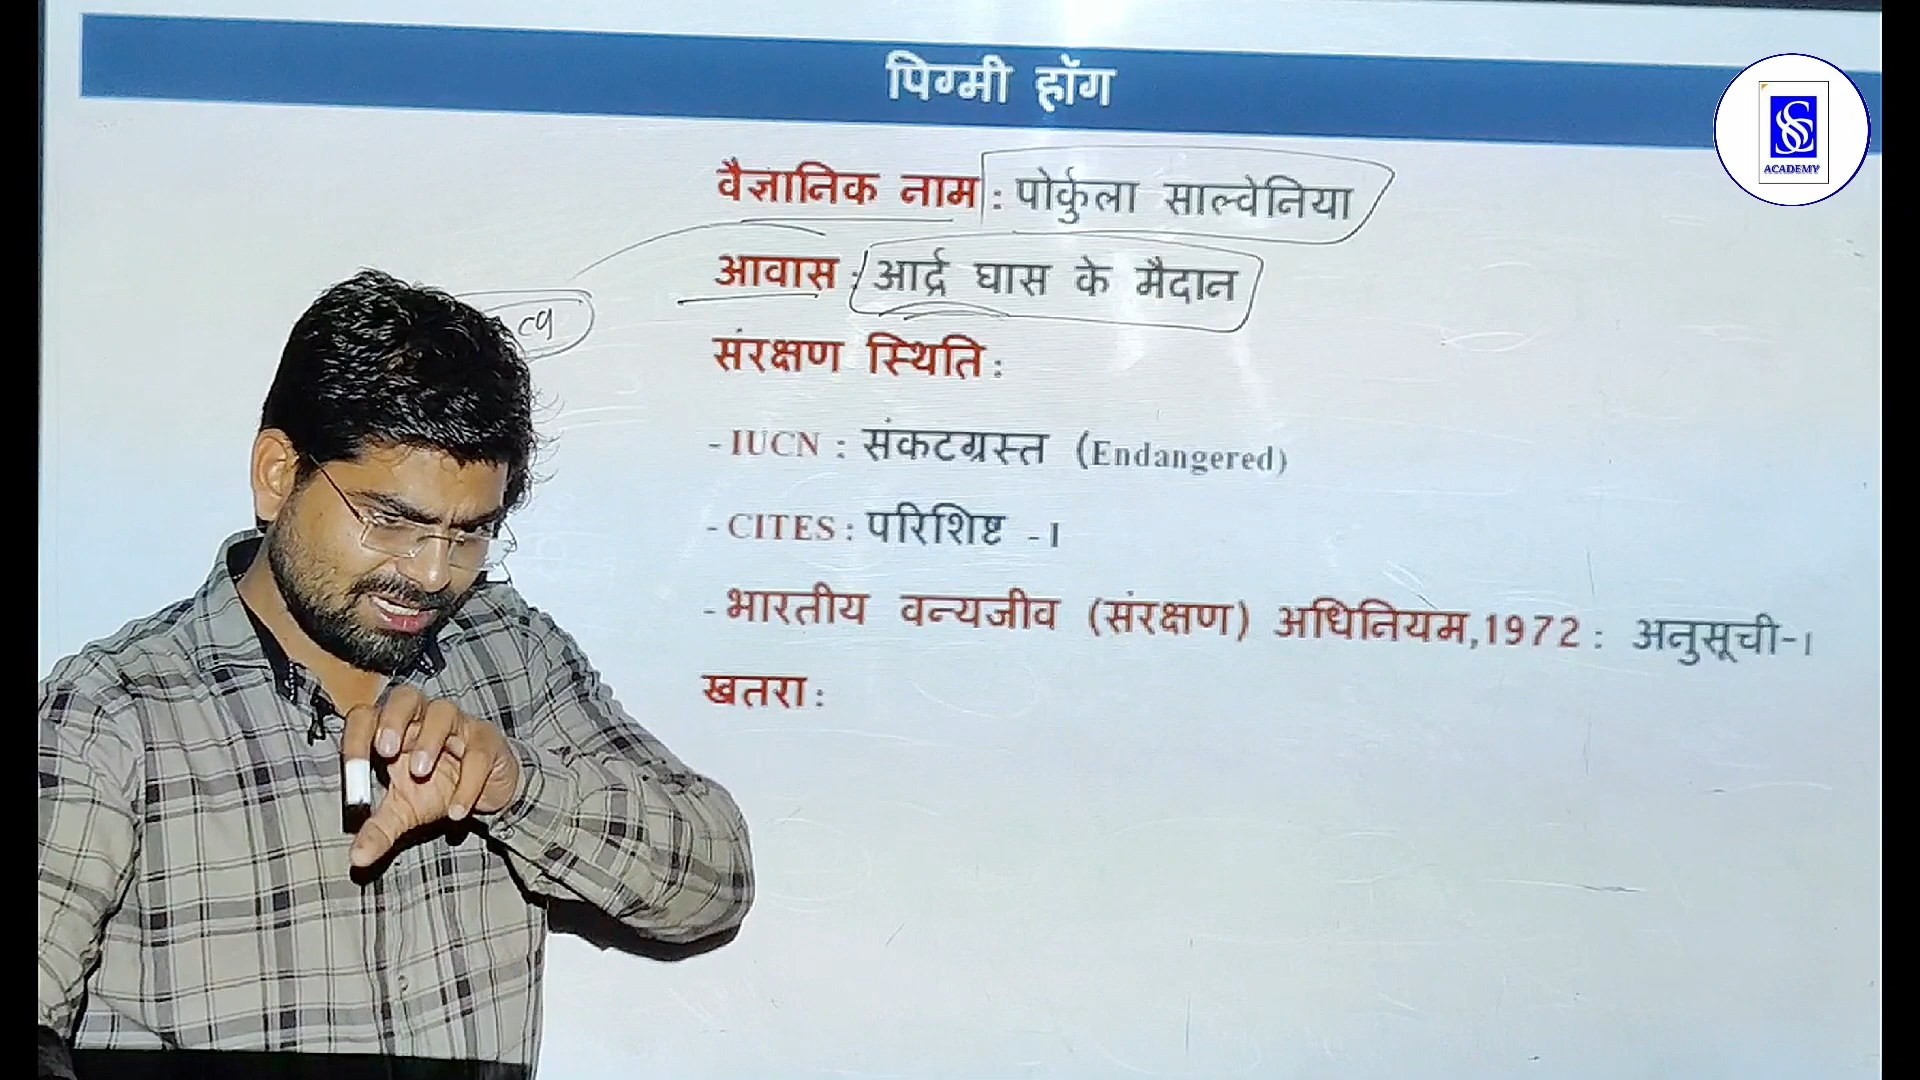 पिग्मी हॉग
वैज्ञानिक नाम : पोर्कुला साल्वेनिया
आवास : आर्द्र घास के मैदान
संरक्षण स्थिति :
- IUCN : संकटग्रस्त (Endangered)
- CITES : परिशिष्ट -I
- भारतीय वन्यजीव (संरक्षण) अधिनियम,1972 : अनुसूची-I
खतरा :
ACADEMY